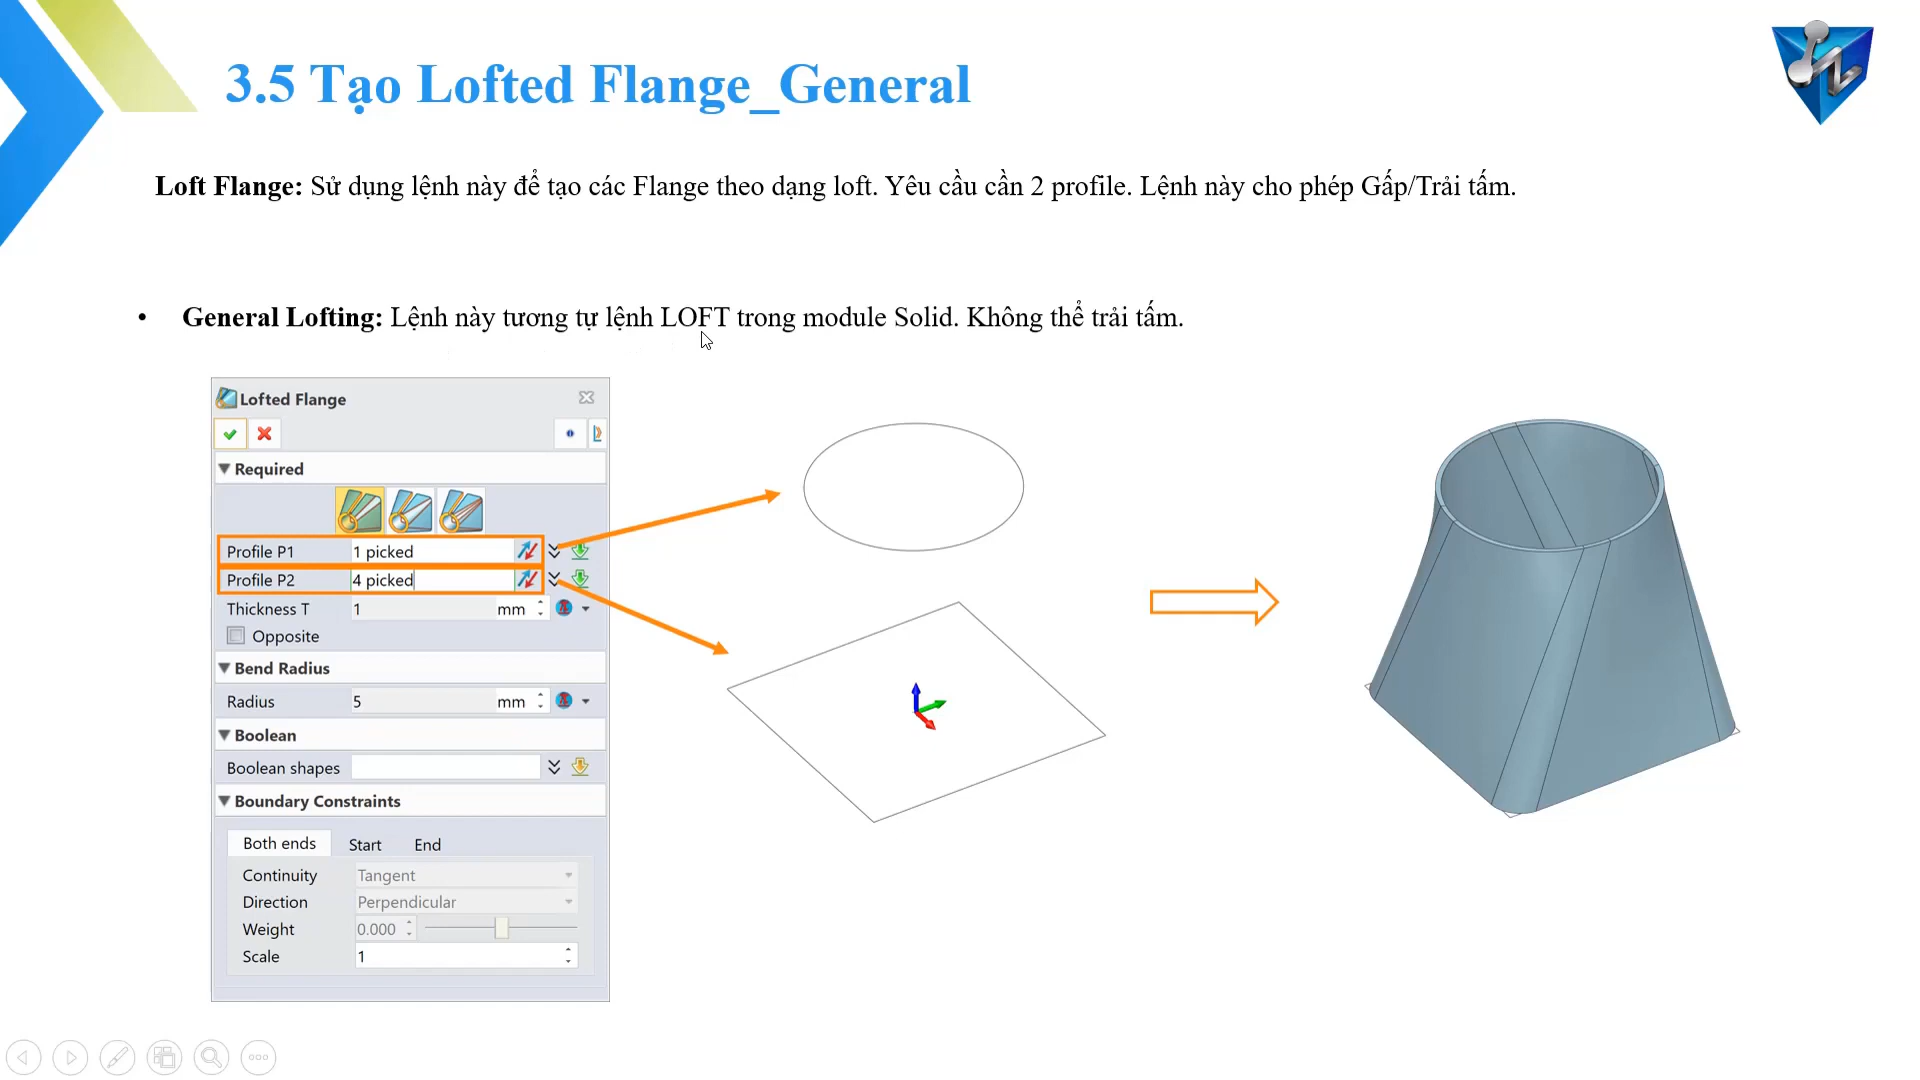 3.5 Tạo Lofted Flange_General
Loft Flange: Sử dụng lệnh này để tạo các Flange theo dạng loft. Yêu cầu cần 2 profile. Lệnh này cho phép Gấp/Trải tấm.
• General Lofting: Lệnh này tương tự lệnh LOFT trong module Solid. Không thể trải tấm.
Lofted Flange
Required
Profile P1 1 picked
Profile P2 4 picked
Thickness T 1 mm
Opposite
Bend Radius
Radius 5 mm
Boolean
Boolean shapes
Boundary Constraints
Both ends Start End
Continuity Tangent
Direction Perpendicular
Weight 0.000
Scale 1